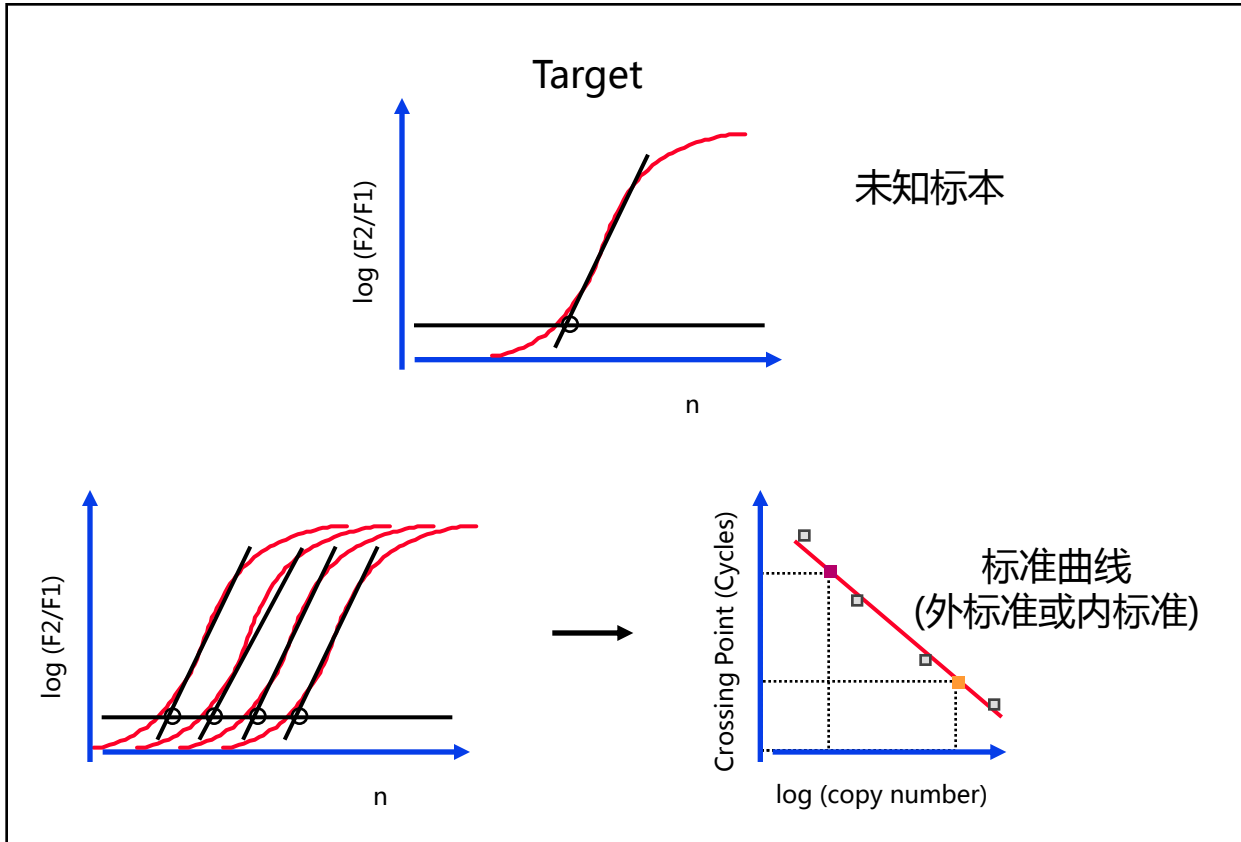 Target
log (F2/F1)
未知标本
n
log (F2/F1)
n
Crossing Point (Cycles)
log (copy number)
标准曲线
(外标准或内标准)